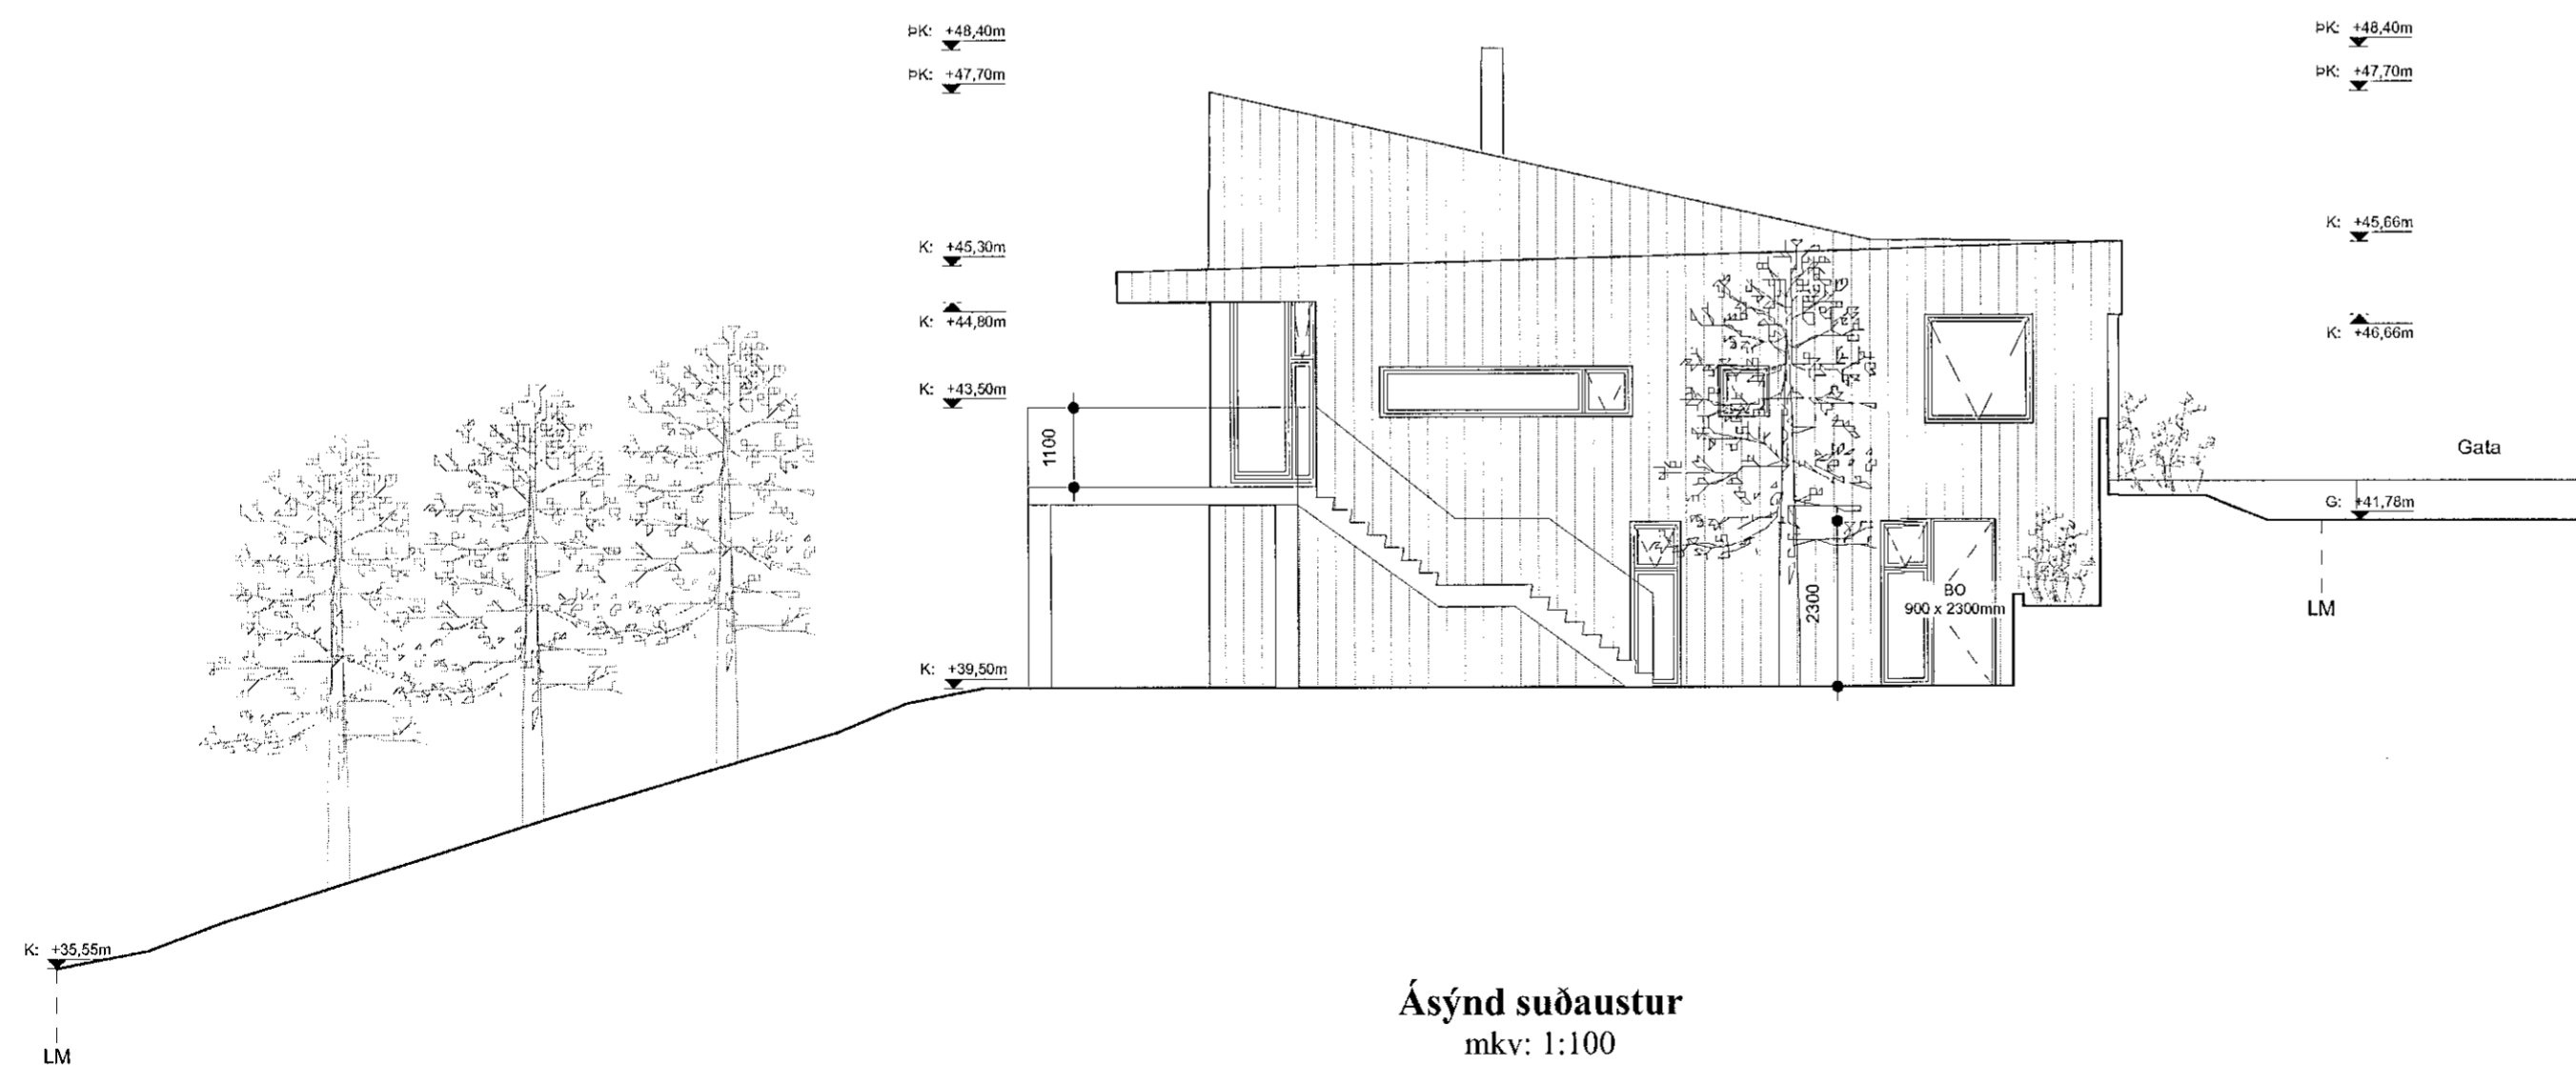 ÞK: +48,40m
ÞK: +47,70m
K: +45,30m
K: +44,80m
K: +43,50m
K: +39,50m
K: +35,55m
LM
1100
2300
BO
900 x 2300mm
ÞK: +48,40m
ÞK: +47,70m
K: +45,66m
K: +46,66m
Gata
G: +41,78m
LM
Ásýnd suðaustur
mkv: 1:100